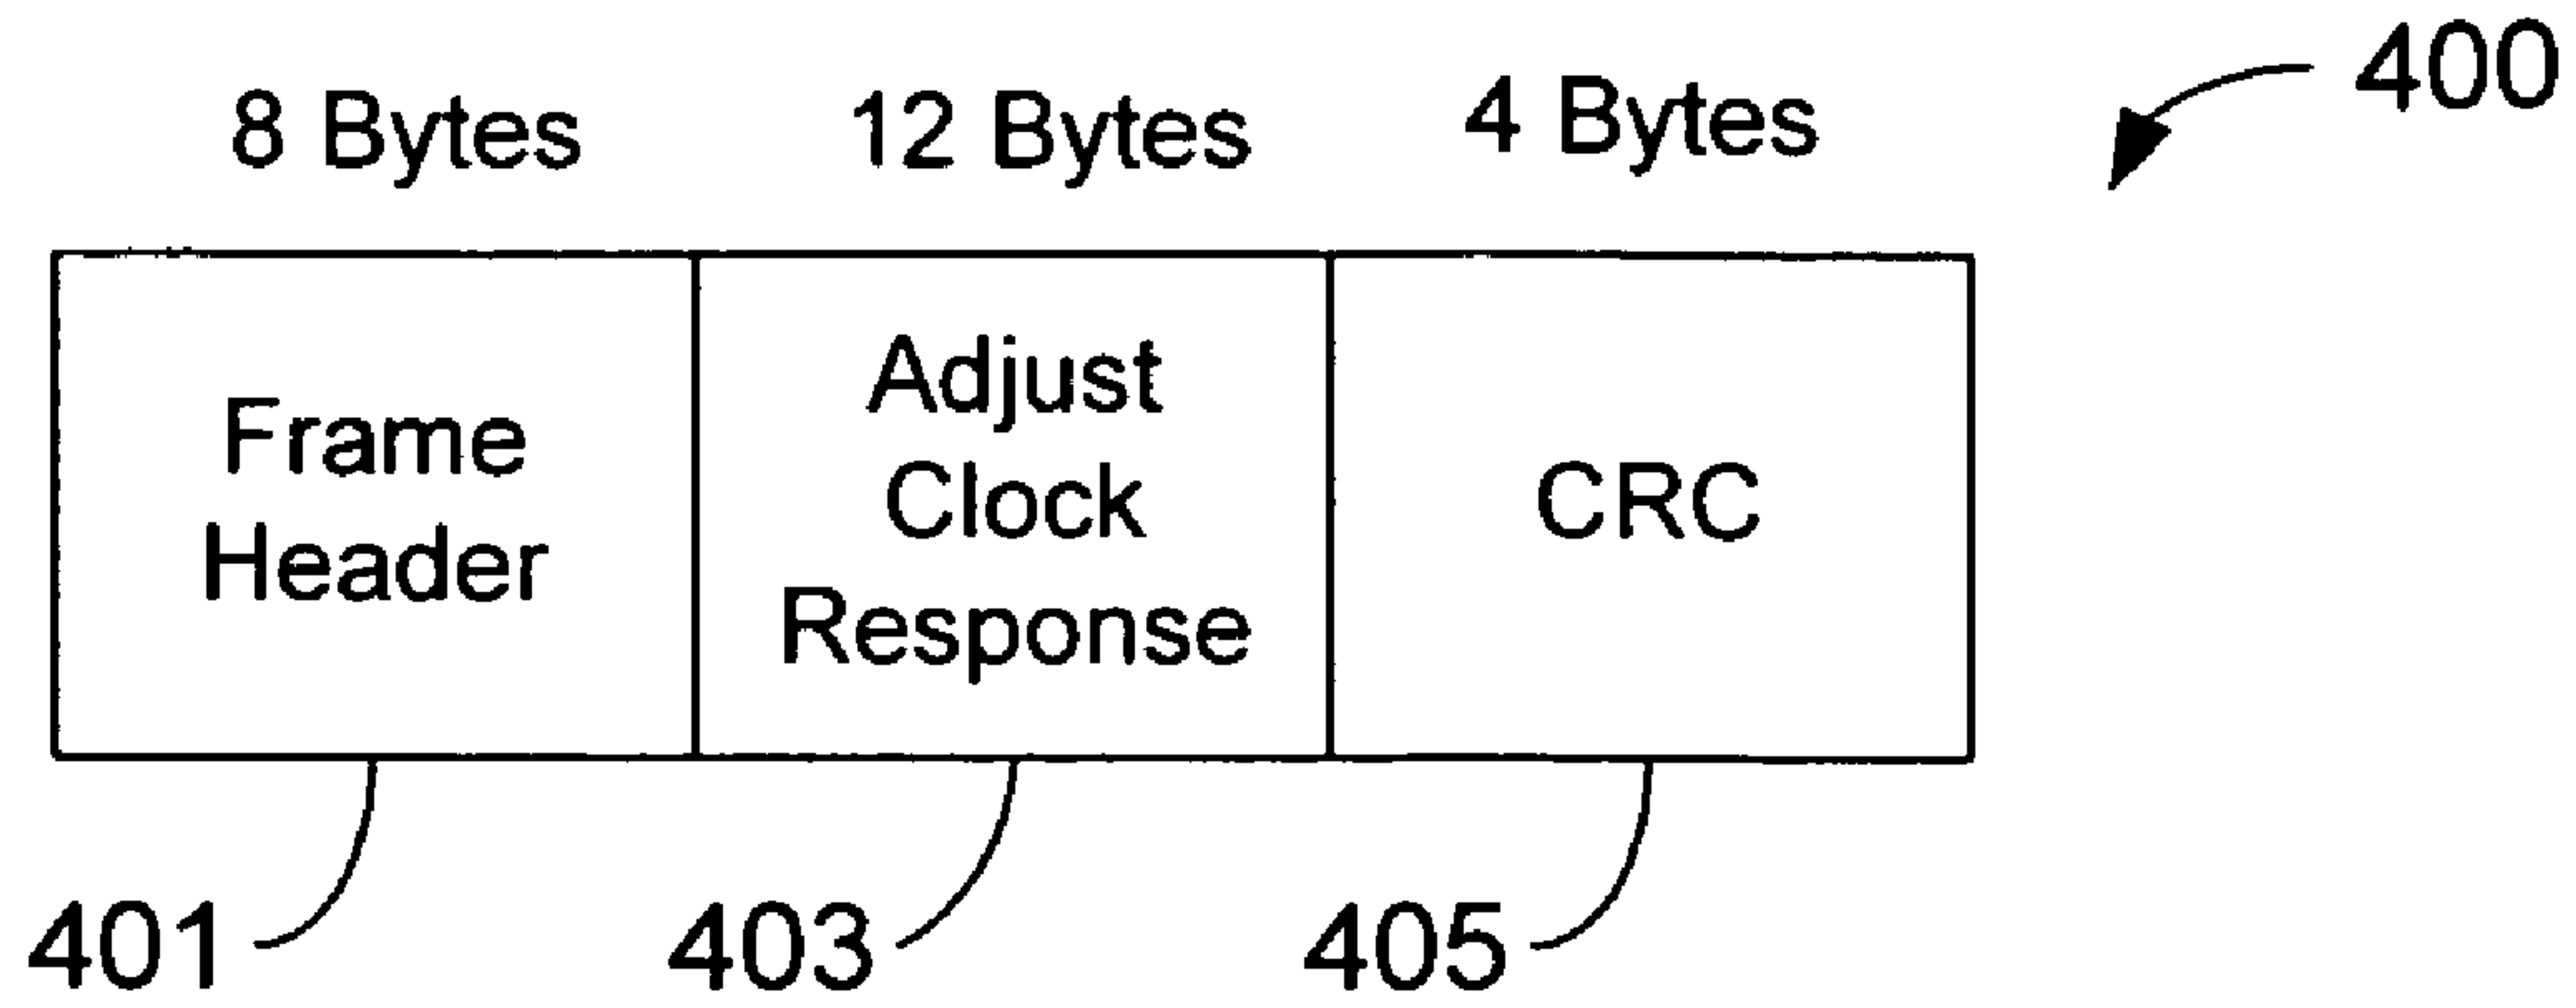 400
8 Bytes 12 Bytes 4 Bytes
Frame
Header
Adjust
Clock
Response
CRC
401 403 405